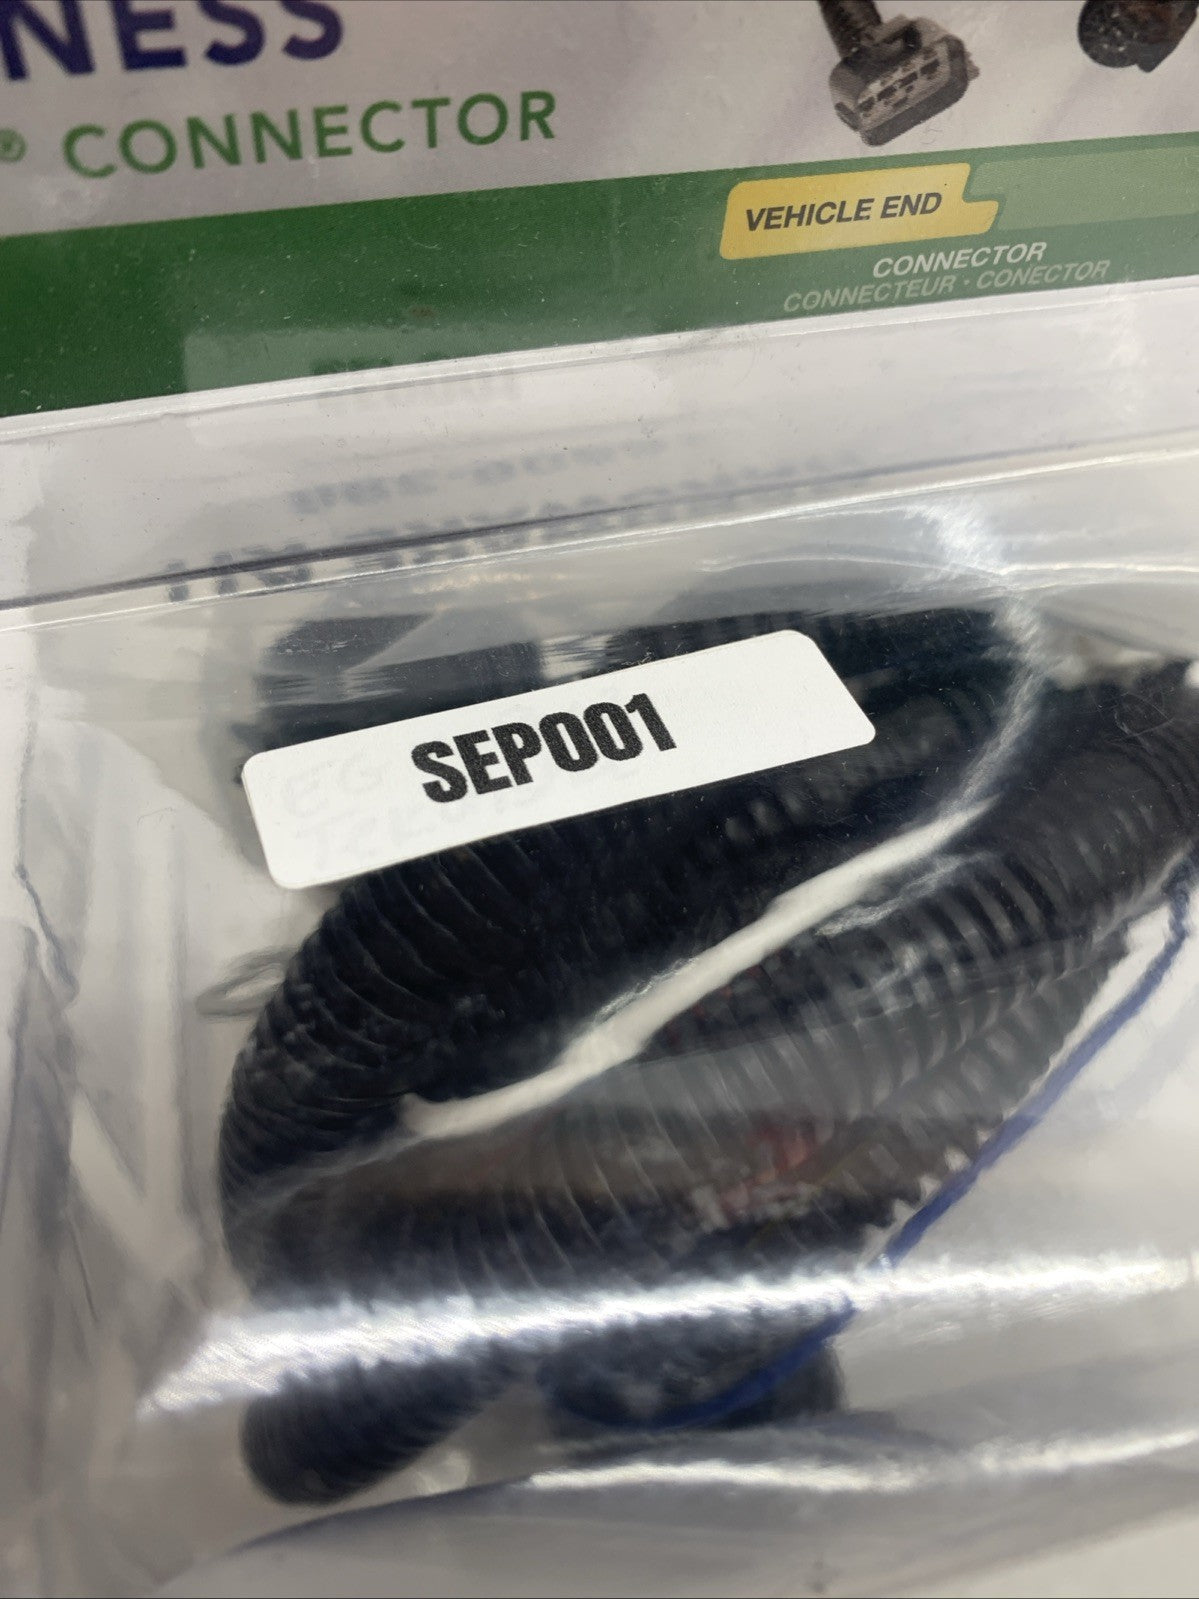 NESS
® CONNECTOR
VEHICLE END
CONNECTOR
CONNECTEUR · CONECTOR
SEP001